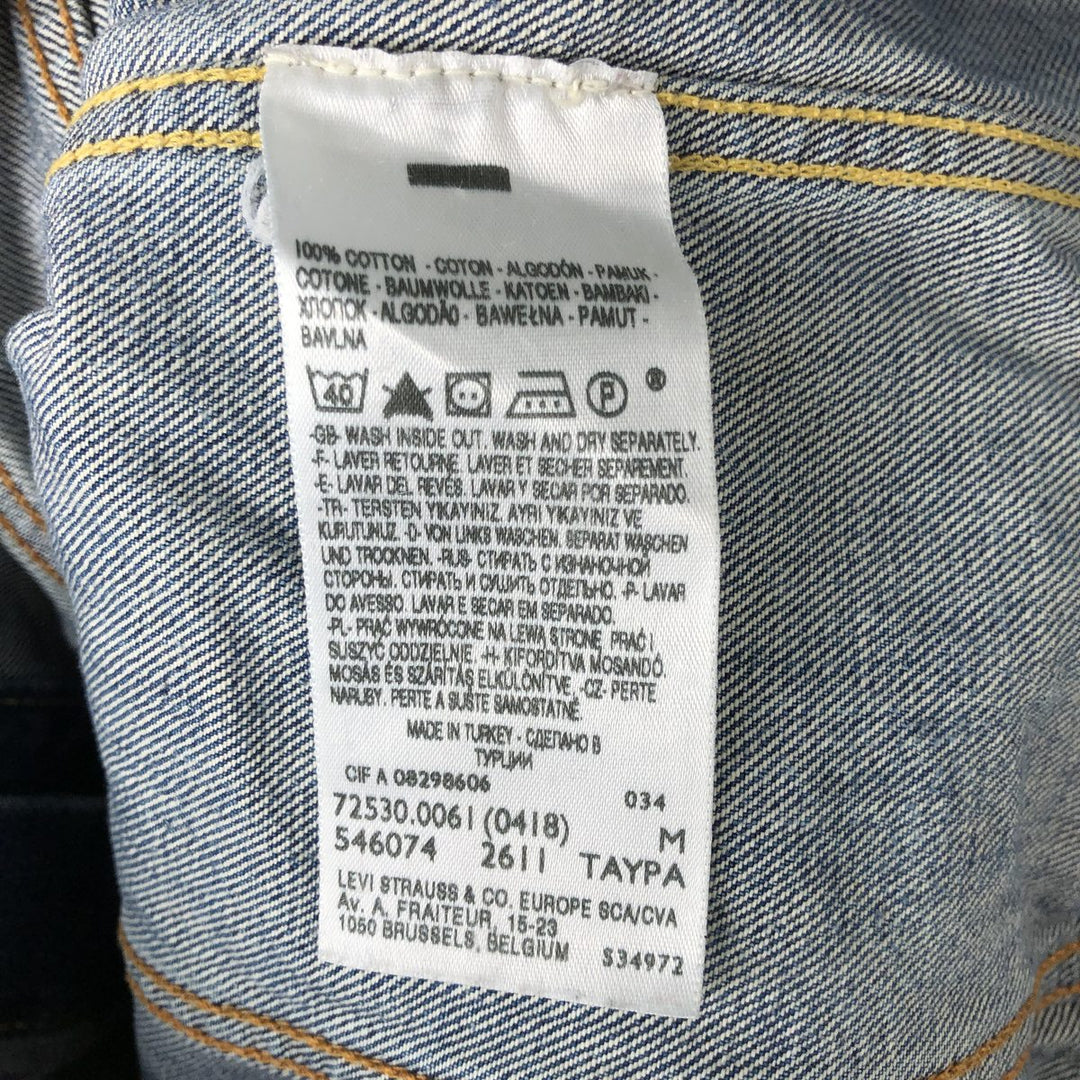 100% COTTON - COTON - ALGODÓN - PAMUK -
COTONE - BAUMWOLLE - KATOEN - BAMBAKI -
ХЛОПОК - ALGODÃO - BAWEŁNA - PAMUT -
BAVLNA
40 P ®
-GB- WASH INSIDE OUT. WASH AND DRY SEPARATELY.
-F- LAVER RETOURNE. LAVER ET SECHER SEPAREMENT.
-E- LAVAR DEL REVÉS. LAVAR Y SECAR POR SEPARADO.
-TR- TERSTEN YIKAYINIZ. AYRI YIKAYINIZ VE
KURUTUNUZ. -D- VON LINKS WASCHEN. SEPARAT WASCHEN
UND TROCKNEN. -RUS- СТИРАТЬ С ИЗНАНОЧНОЙ
СТОРОНЫ. СТИРАТЬ И СУШИТЬ ОТДЕЛЬНО. -P- LAVAR
DO AVESSO. LAVAR E SECAR EM SEPARADO.
-PL- PRAĆ WYWRÓCONE NA LEWĄ STRONĘ. PRAĆ I
SUSZYĆ ODDZIELNIE. -H- KIFORDÍTVA MOSANDÓ.
MOSÁS ÉS SZÁRÍTÁS ELKÜLÖNÍTVE. -CZ- PERTE
NARUBY. PERTE A SUŠTE SAMOSTATNĚ.
MADE IN TURKEY - СДЕЛАНО В
ТУРЦИИ
CIF A 08298606
034
72530.0061 (0418) M
546074 2611 TAYPA
LEVI STRAUSS & CO. EUROPE SCA/CVA
Av. A. FRAITEUR, 15-23
1050 BRUSSELS, BELGIUM S34972